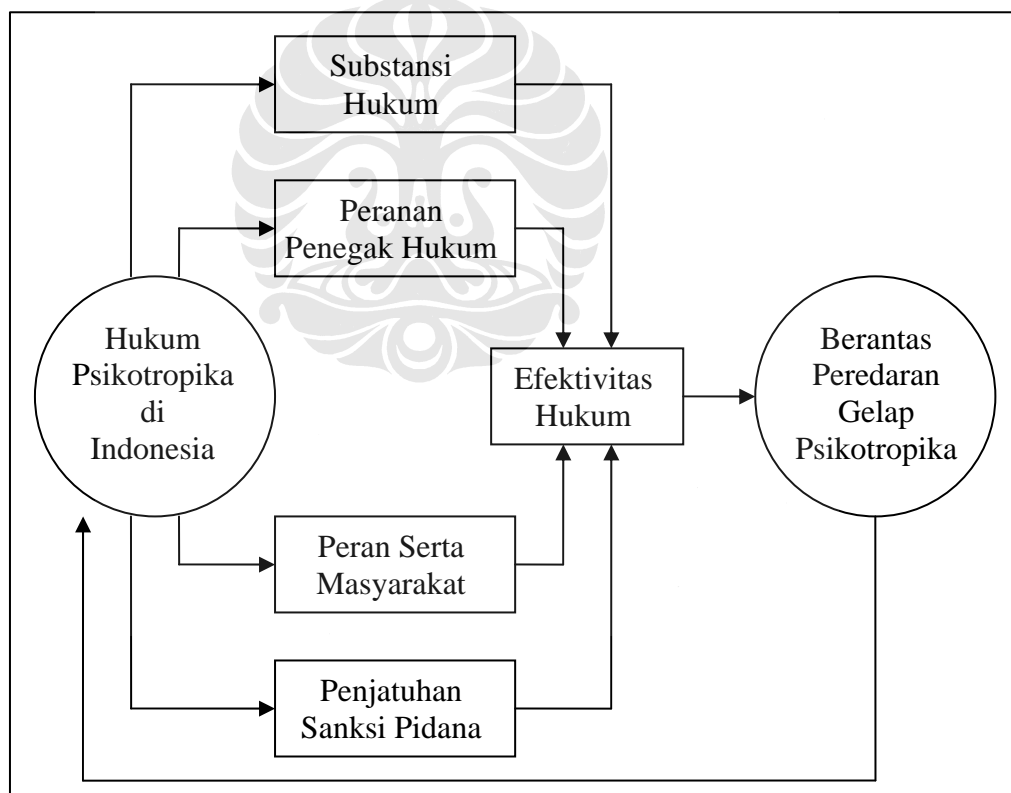 Substansi
Hukum
Peranan
Penegak Hukum
Hukum
Psikotropika
di
Indonesia
Efektivitas
Hukum
Berantas
Peredaran
Gelap
Psikotropika
Peran Serta
Masyarakat
Penjatuhan
Sanksi Pidana